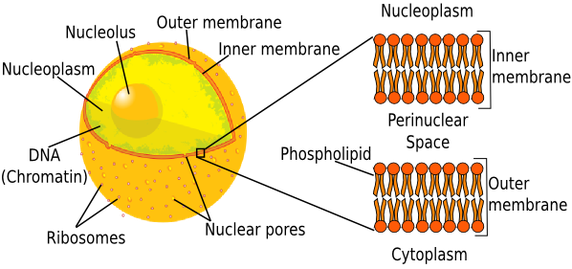 Nucleolus
Outer membrane
Inner membrane
Nucleoplasm
DNA
(Chromatin)
Ribosomes
Nuclear pores
Nucleoplasm
Inner
membrane
Perinuclear
Space
Phospholipid
Outer
membrane
Cytoplasm